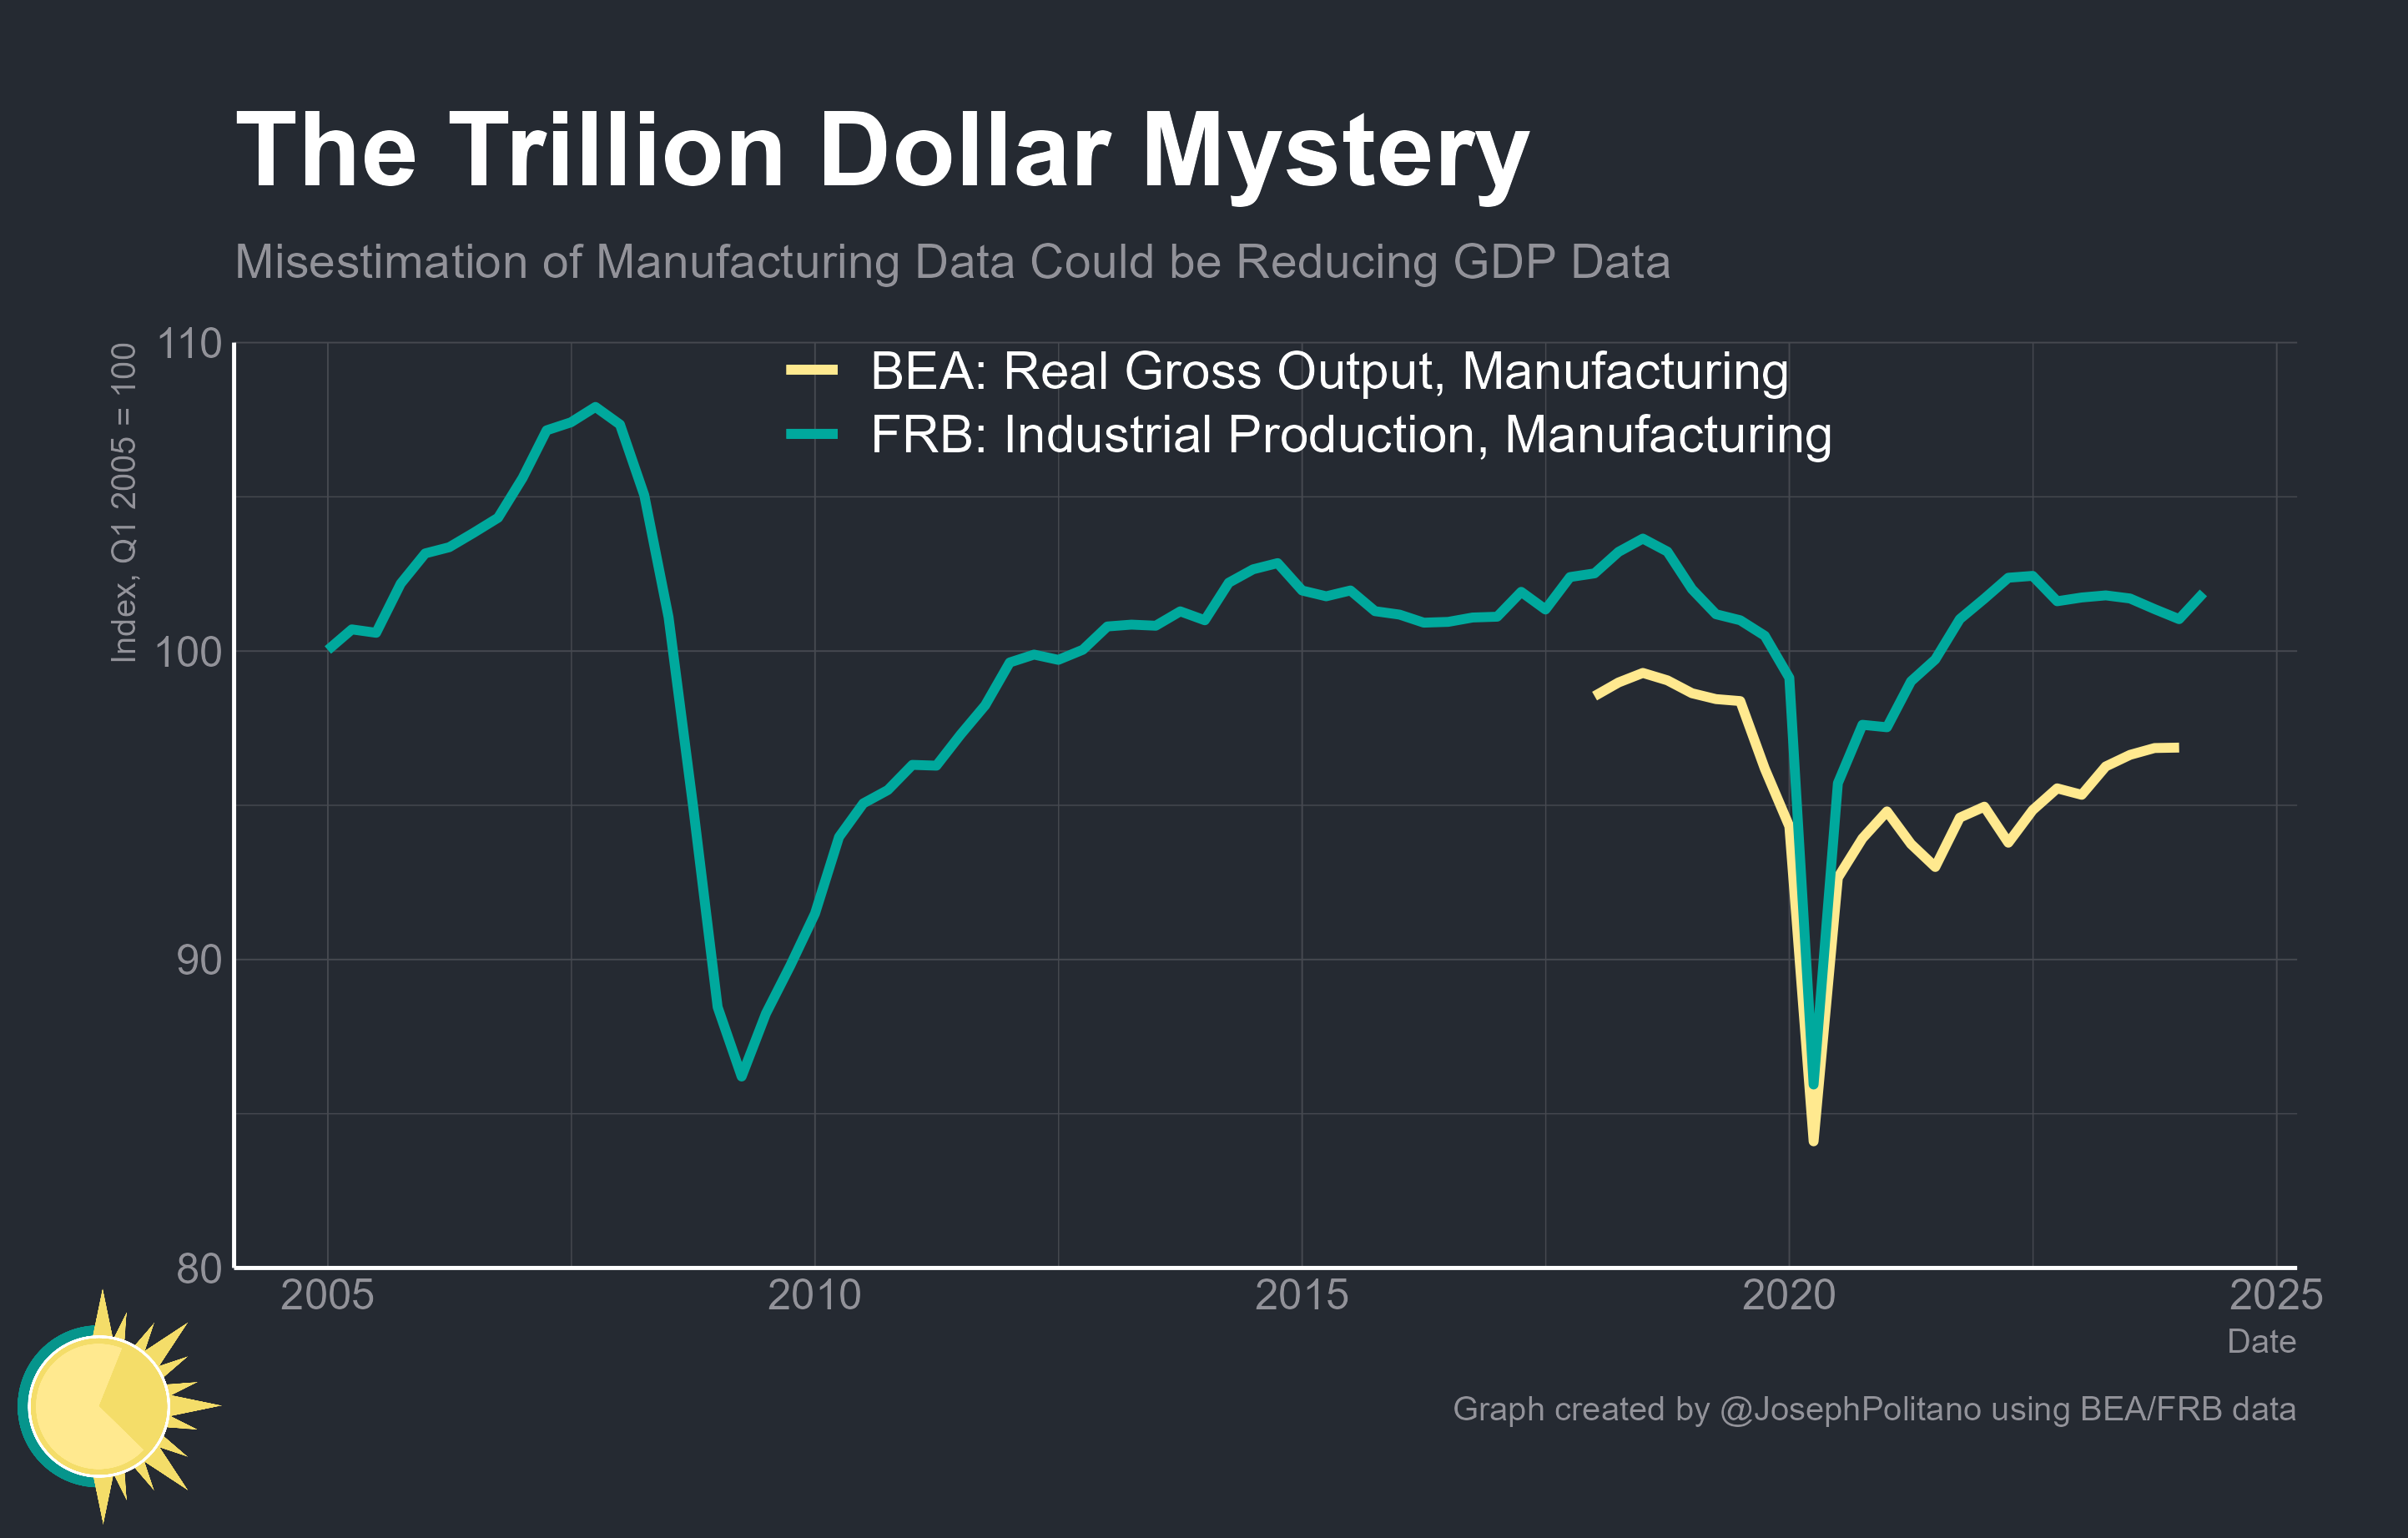 The Trillion Dollar Mystery
Misestimation of Manufacturing Data Could be Reducing GDP Data
Index, Q1 2005 = 100
110
100
90
80
BEA: Real Gross Output, Manufacturing
FRB: Industrial Production, Manufacturing
2005 2010 2015 2020 2025
Date
Graph created by @JosephPolitano using BEA/FRB data